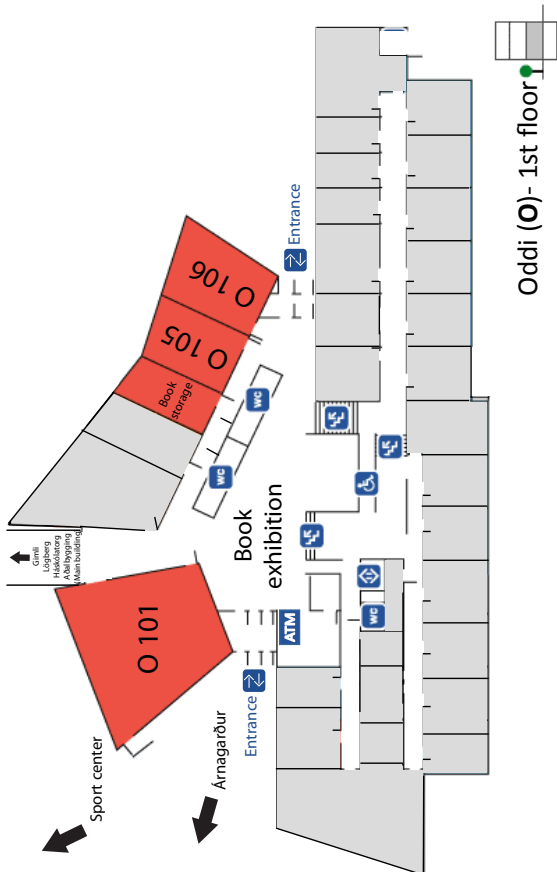 Oddi (O)- 1st floor
O 106
O 105
Book
storage
Entrance
WC
WC
Gimli
Lögberg
Háskólatorg
Aðalbygging
(Main building)
Book
exhibition
O 101
ATM
WC
Entrance
Sport center
Árnagarður